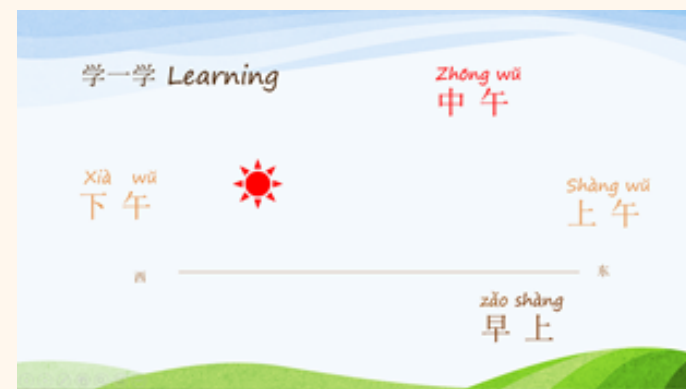 学一学 Learning
Zhōng wǔ
中 午
Xià wǔ
下 午
Shàng wǔ
上 午
西
东
zǎo shàng
早 上